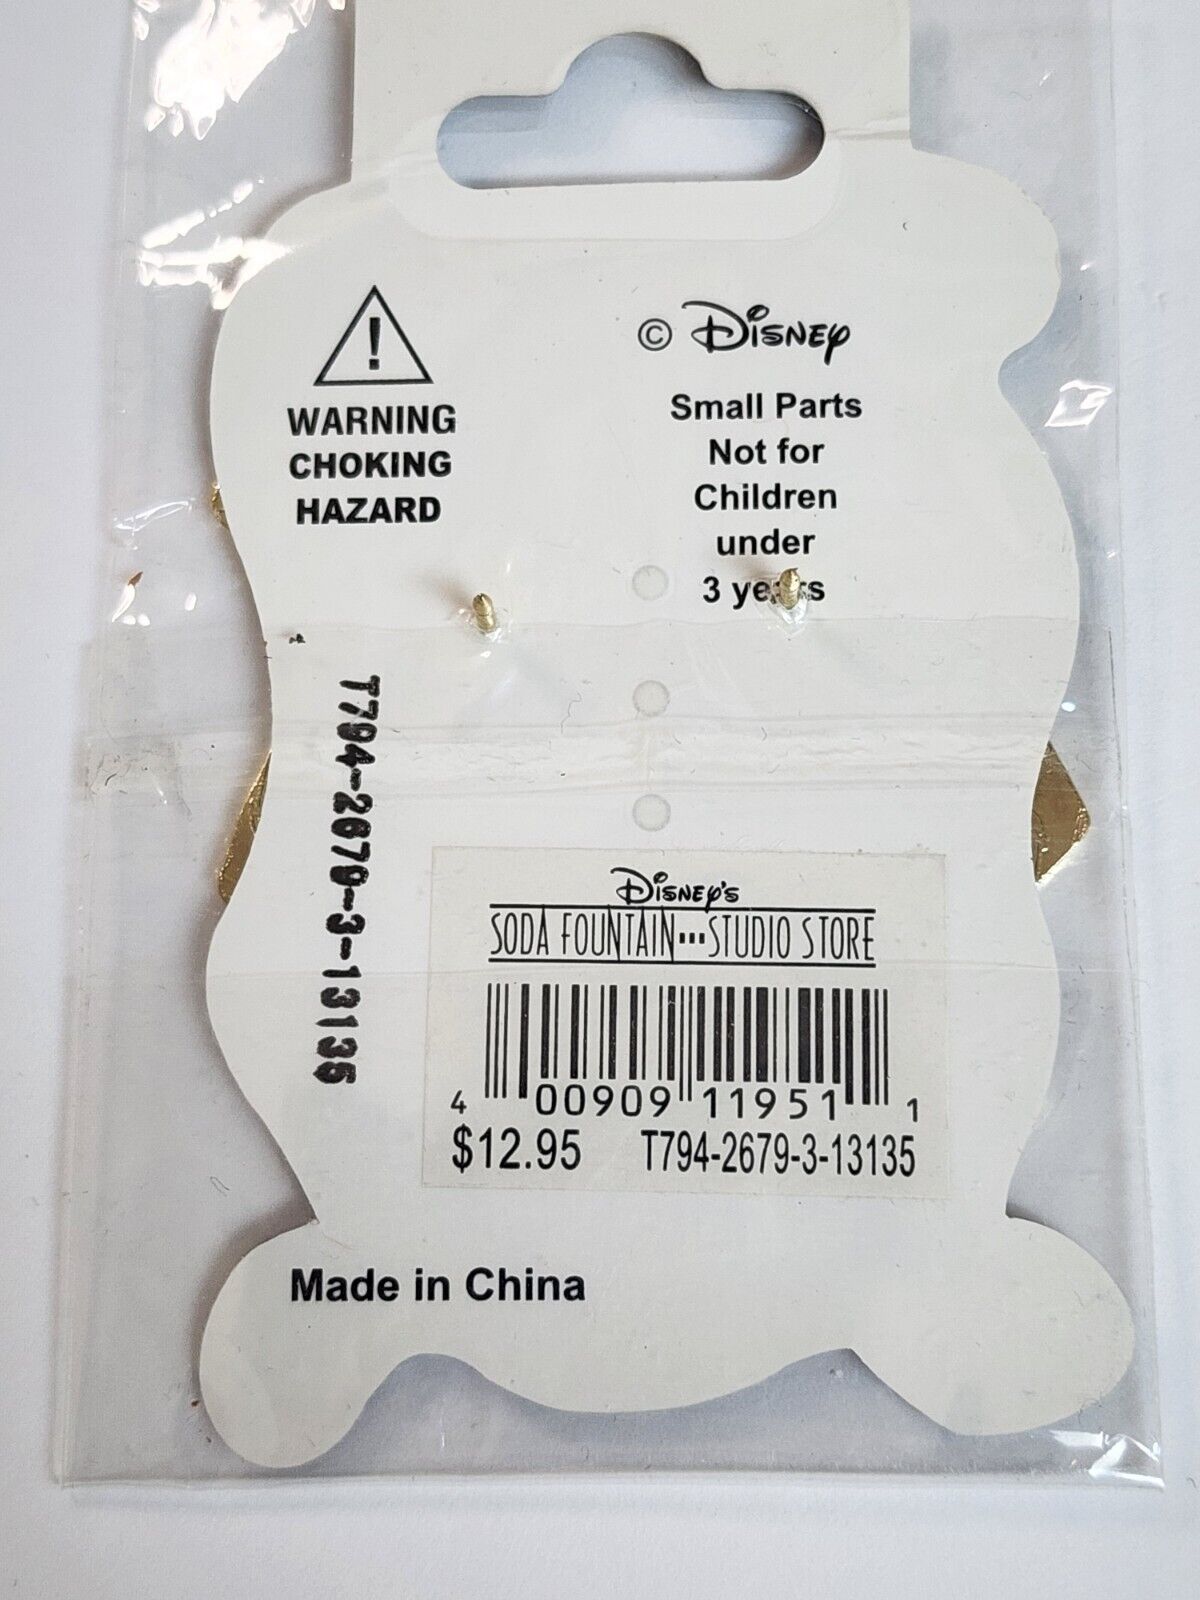 !
WARNING
CHOKING
HAZARD
© Disney
Small Parts
Not for
Children
under
3 years
T794-2679-3-13135
Disney's
SODA FOUNTAIN▪▪▪STUDIO STORE
4 00909 11951 1
$12.95 T794-2679-3-13135
Made in China